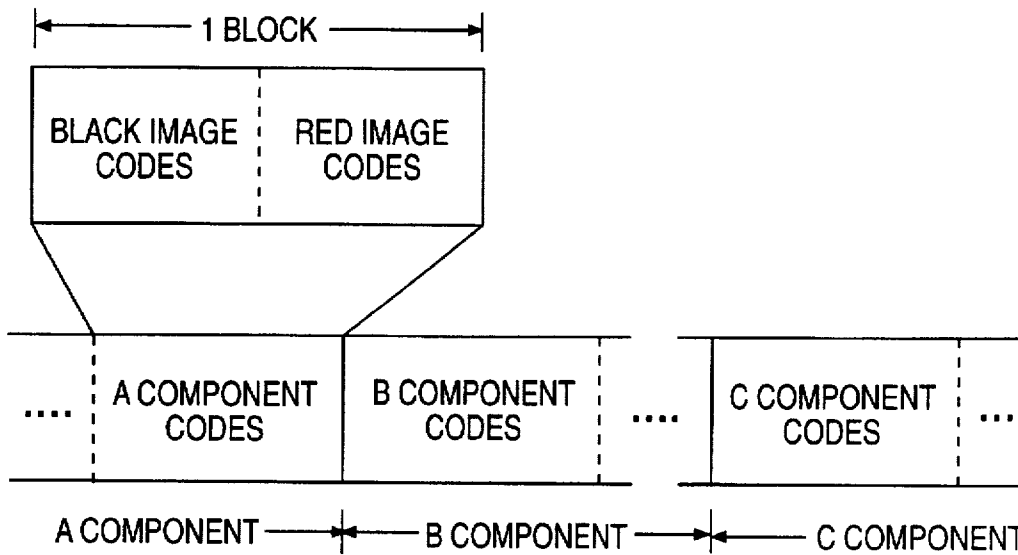 1 BLOCK
BLACK IMAGE
CODES
RED IMAGE
CODES
.... A COMPONENT
CODES
B COMPONENT
CODES
....
C COMPONENT
CODES
...
A COMPONENT
B COMPONENT
C COMPONENT